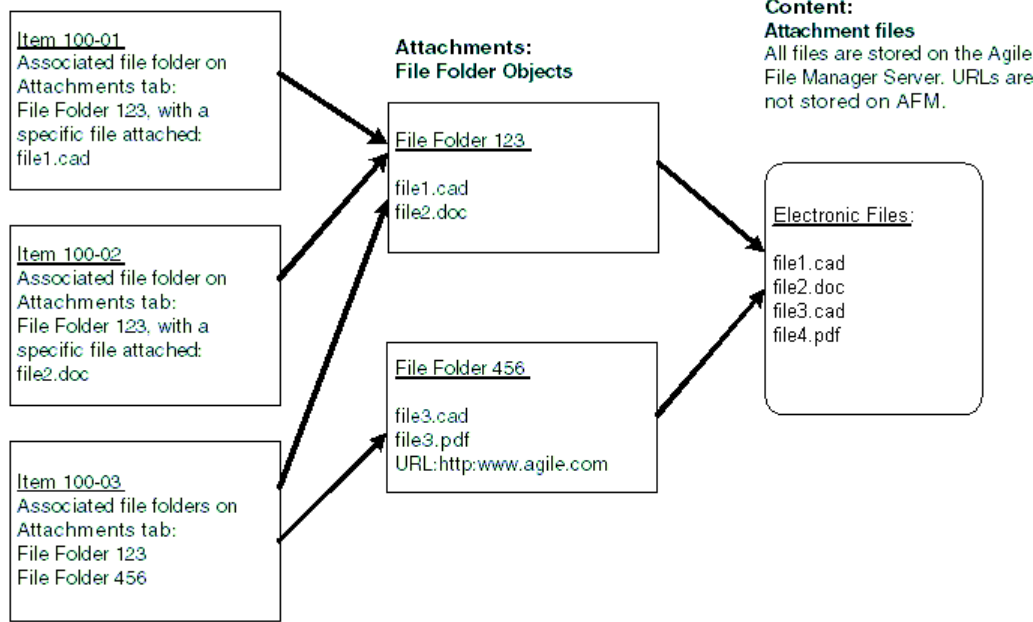 Item 100-01
Associated file folder on
Attachments tab:
File Folder 123, with a
specific file attached:
file1.cad
Item 100-02
Associated file folder on
Attachments tab:
File Folder 123, with a
specific file attached:
file2.doc
Item 100-03
Associated file folders on
Attachments tab:
File Folder 123
File Folder 456
Attachments:
File Folder Objects
File Folder 123
file1.cad
file2.doc
File Folder 456
file3.cad
file3.pdf
URL:http:www.agile.com
Content:
Attachment files
All files are stored on the Agile
File Manager Server. URLs are
not stored on AFM.
Electronic Files:
file1.cad
file2.doc
file3.cad
file4.pdf